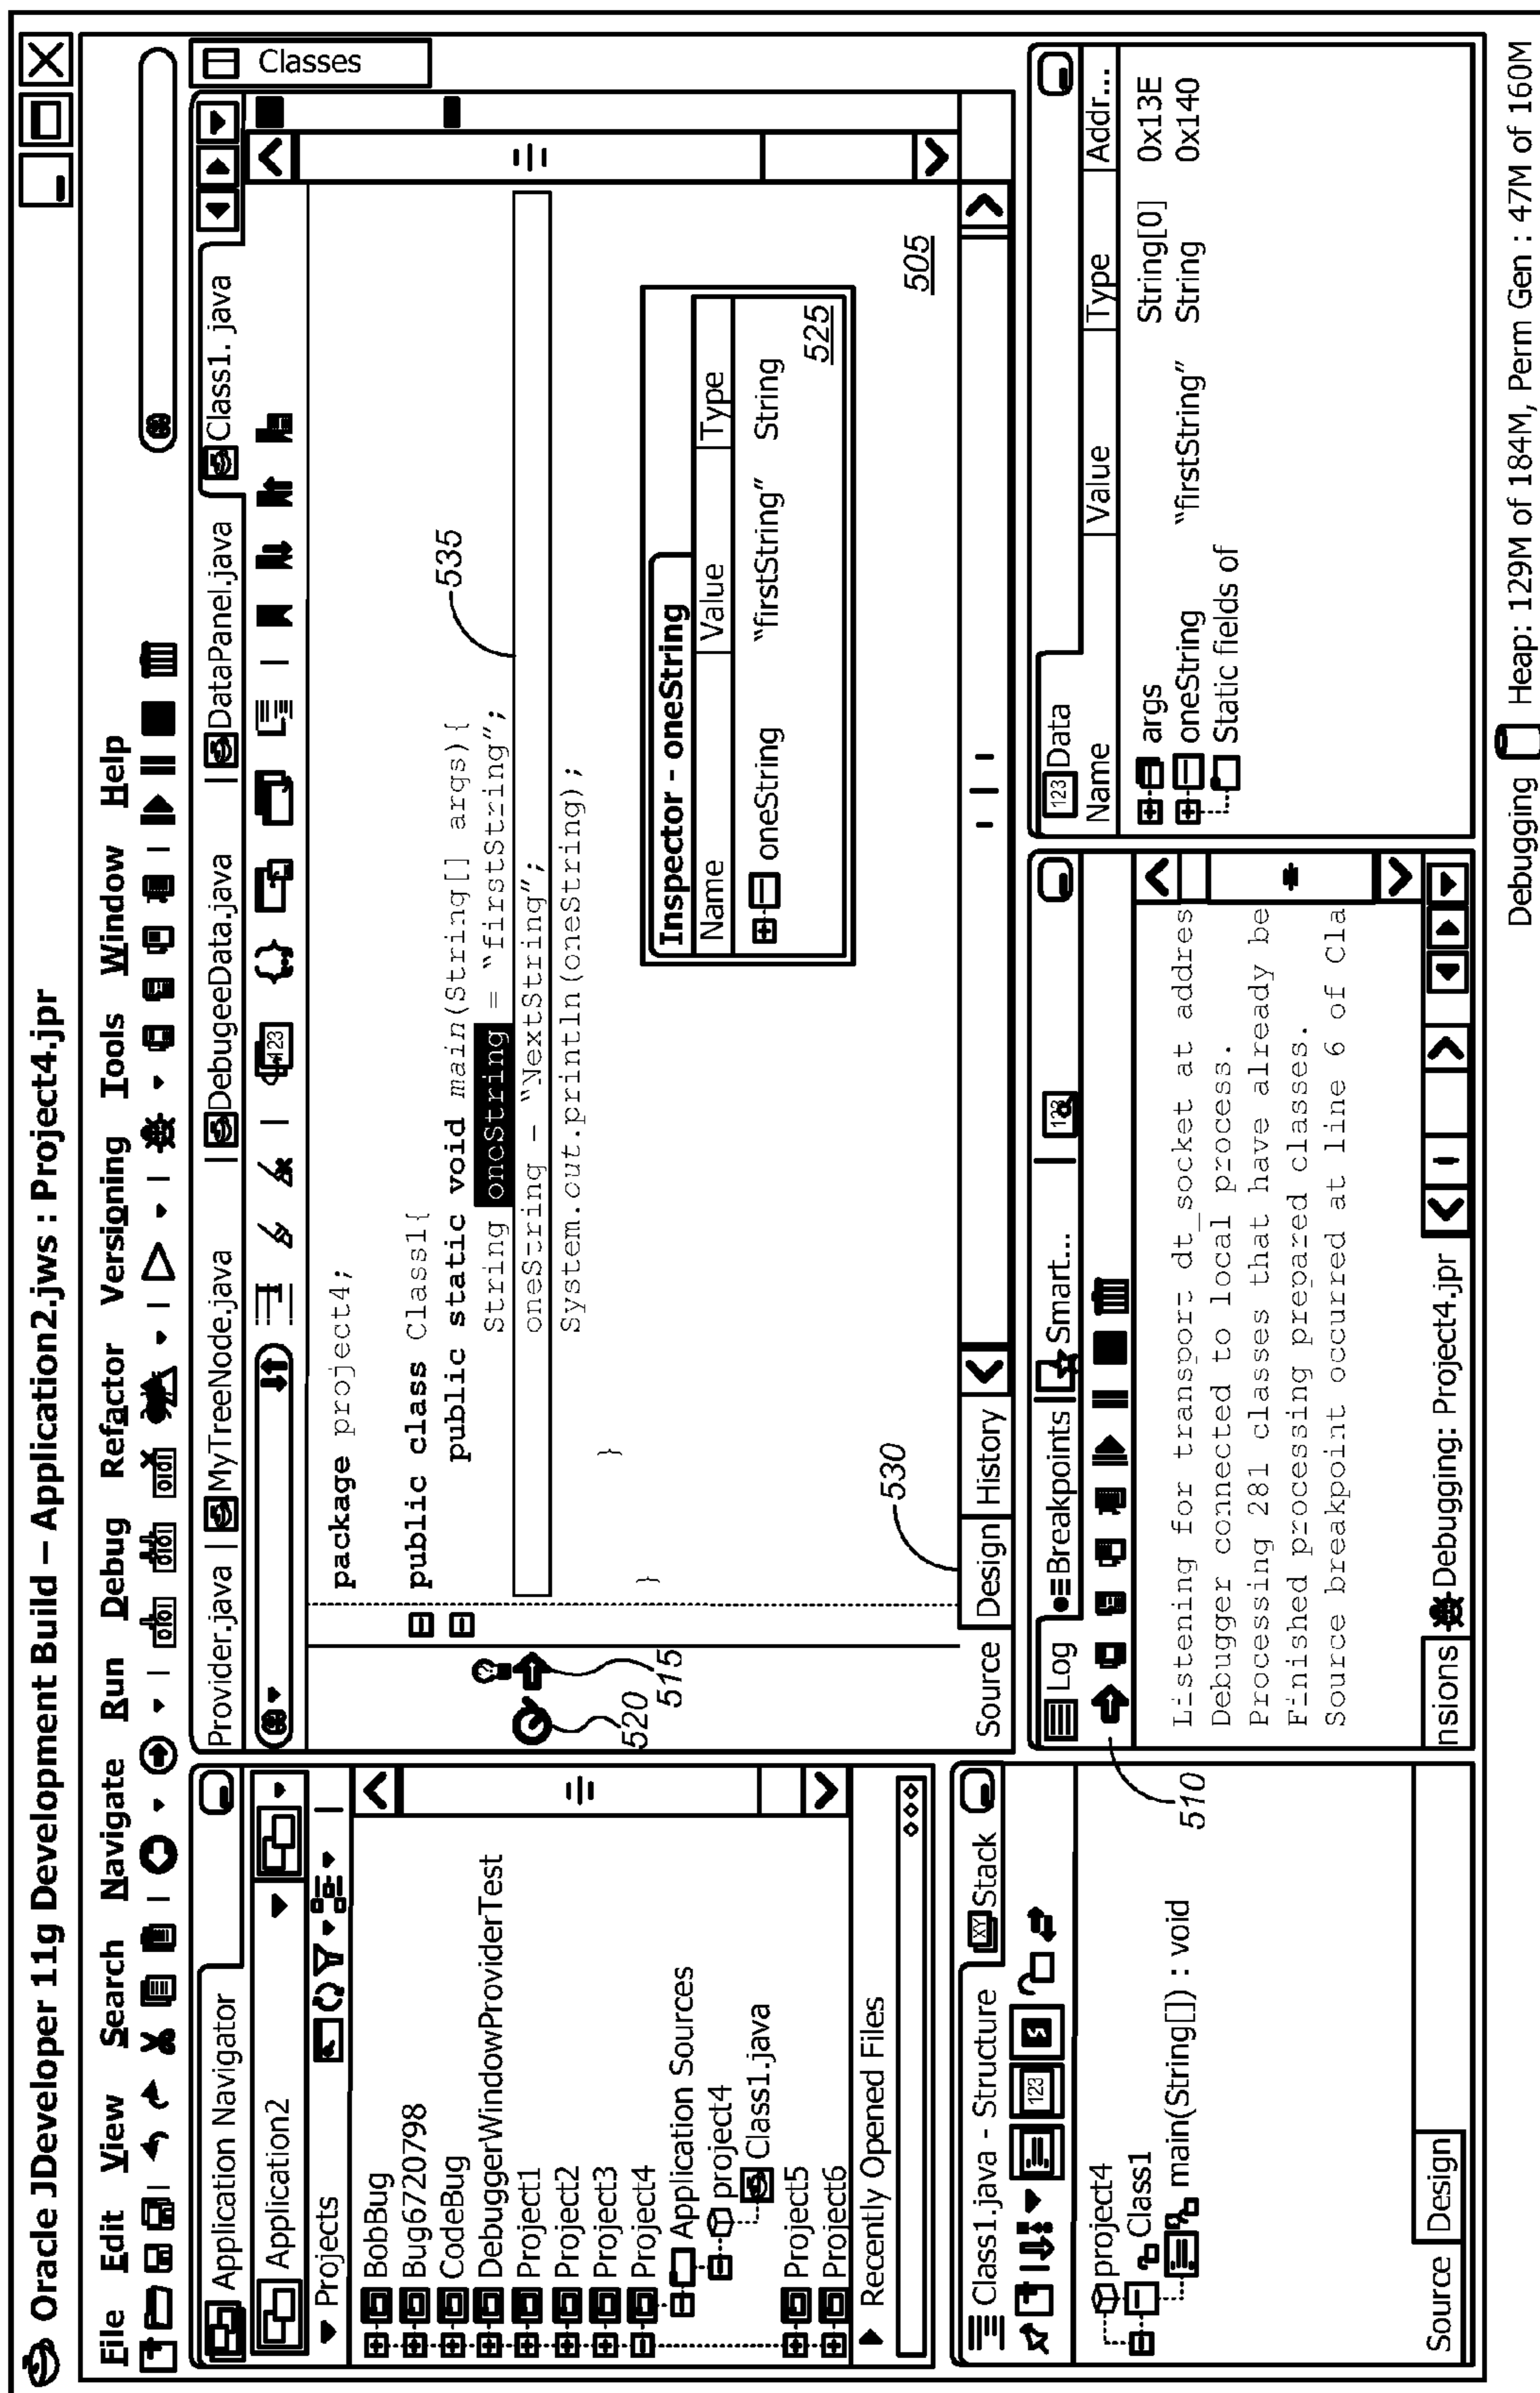 Oracle JDeveloper 11g Development Build – Application2.jws : Project4.jpr
File Edit View Search Navigate Run Debug Refactor Versioning Tools Window Help
Application Navigator
Application2
Projects
BobBug
Bug6720798
CodeBug
DebuggerWindowProviderTest
Project1
Project2
Project3
Project4
Application Sources
project4
Class1.java
Project5
Project6
Recently Opened Files
Class1.java - Structure
Stack
project4
Class1
main(String[]) : void
Source Design
Provider.java | MyTreeNode.java | DebugeeData.java | DataPanel.java Class1. java
Classes
package project4;
public class Class1{
public static void main(String[] args){
String oneString = “firstString”;
oneString – “NextString”;
System.out.println(oneString);
}
}
535
520
515
Inspector - oneString
Name Value Type
oneString “firstString” String
525
505
530
Source Design History
Log Breakpoints Smart...
510
Listening for transport dt_socket at addres
Debugger connected to local process.
Processing 281 classes that have already be
Finished processing prepared classes.
Source breakpoint occurred at line 6 of Cla
nsions Debugging: Project4.jpr
Data
Name Value Type Addr...
args String[0] 0x13E
oneString “firstString” String 0x140
Static fields of
Debugging Heap: 129M of 184M, Perm Gen : 47M of 160M